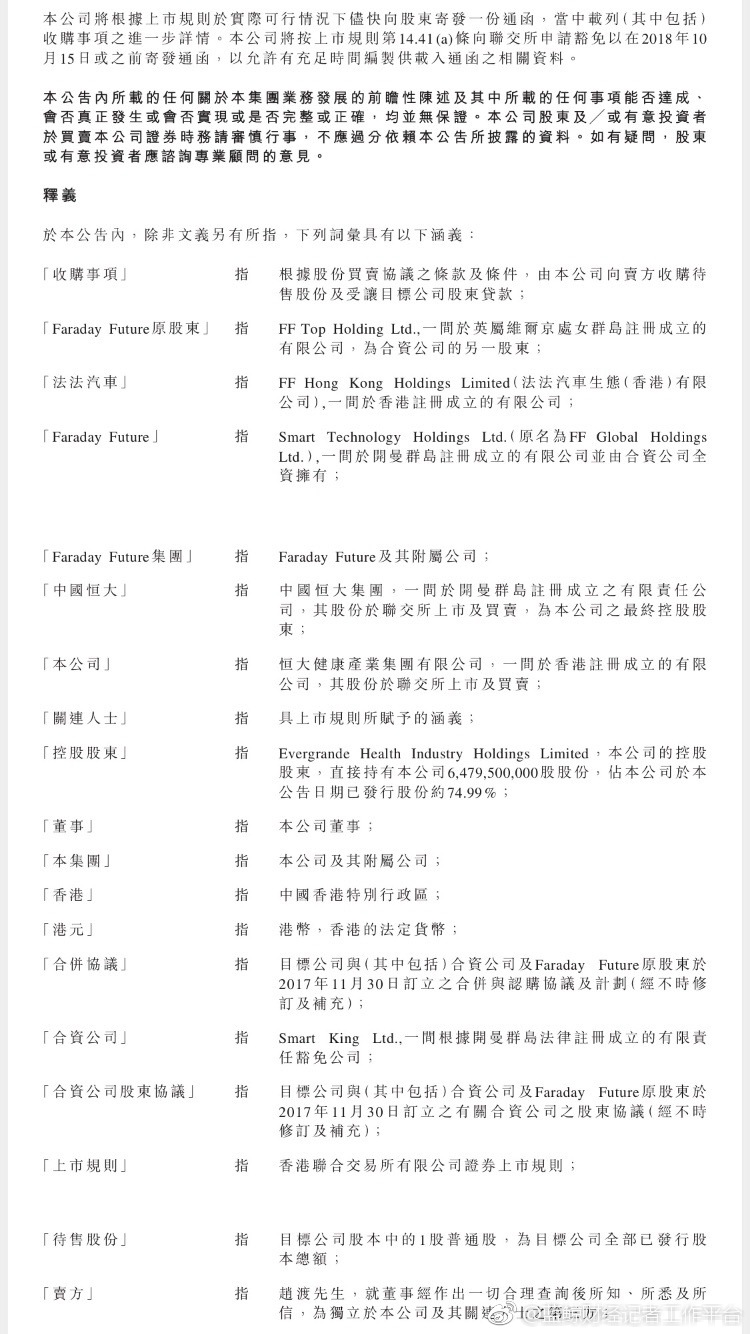 本公司將根據上市規則於實際可行情況下儘快向股東寄發一份通函，當中載列(其中包括)
收購事項之進一步詳情。本公司將按上市規則第14.41(a)條向聯交所申請豁免以在2018年10
月15日或之前寄發通函，以允許有充足時間編製供載入通函之相關資料。
本公告內所載的任何關於本集團業務發展的前瞻性陳述及其中所載的任何事項能否達成、
會否真正發生或會否實現或是否完整或正確，均並無保證。本公司股東及／或有意投資者
於買賣本公司證券時務請審慎行事，不應過分依賴本公告所披露的資料。如有疑問，股東
或有意投資者應諮詢專業顧問的意見。
釋義
於本公告內，除非文義另有所指，下列詞彙具有以下涵義：
「收購事項」 指 根據股份買賣協議之條款及條件，由本公司向賣方收購待
售股份及受讓目標公司股東貸款；
「Faraday Future原股東」 指 FF Top Holding Ltd.,一間於英屬維爾京處女群島註冊成立的
有限公司，為合資公司的另一股東；
「法法汽車」 指 FF Hong Kong Holdings Limited(法法汽車生態(香港)有限
公司),一間於香港註冊成立的有限公司；
「Faraday Future」 指 Smart Technology Holdings Ltd.(原名為FF Global Holdings
Ltd.),一間於開曼群島註冊成立的有限公司並由合資公司全
資擁有；
「Faraday Future集團」 指 Faraday Future及其附屬公司；
「中國恒大」 指 中國恒大集團，一間於開曼群島註冊成立之有限責任公
司，其股份於聯交所上市及買賣，為本公司之最終控股股
東；
「本公司」 指 恒大健康產業集團有限公司，一間於香港註冊成立的有限
公司，其股份於聯交所上市及買賣；
「關連人士」 指 具上市規則所賦予的涵義；
「控股股東」 指 Evergrande Health Industry Holdings Limited，本公司的控股
股東，直接持有本公司6,479,500,000股股份，佔本公司於本
公告日期已發行股份約74.99%；
「董事」 指 本公司董事；
「本集團」 指 本公司及其附屬公司；
「香港」 指 中國香港特別行政區；
「港元」 指 港幣，香港的法定貨幣；
「合併協議」 指 目標公司與(其中包括)合資公司及Faraday Future原股東於
2017年11月30日訂立之合併與認購協議及計劃(經不時修
訂及補充)；
「合資公司」 指 Smart King Ltd.,一間根據開曼群島法律註冊成立的有限責
任豁免公司；
「合資公司股東協議」 指 目標公司與(其中包括)合資公司及Faraday Future原股東於
2017年11月30日訂立之有關合資公司之股東協議(經不時
修訂及補充)；
「上市規則」 指 香港聯合交易所有限公司證券上市規則；
「待售股份」 指 目標公司股本中的1股普通股，為目標公司全部已發行股
本總額；
「賣方」 指 趙渡先生，就董事經作出一切合理查詢後所知、所悉及所
信，為獨立於本公司及其關連人士之第三方。
财经记者工作平台